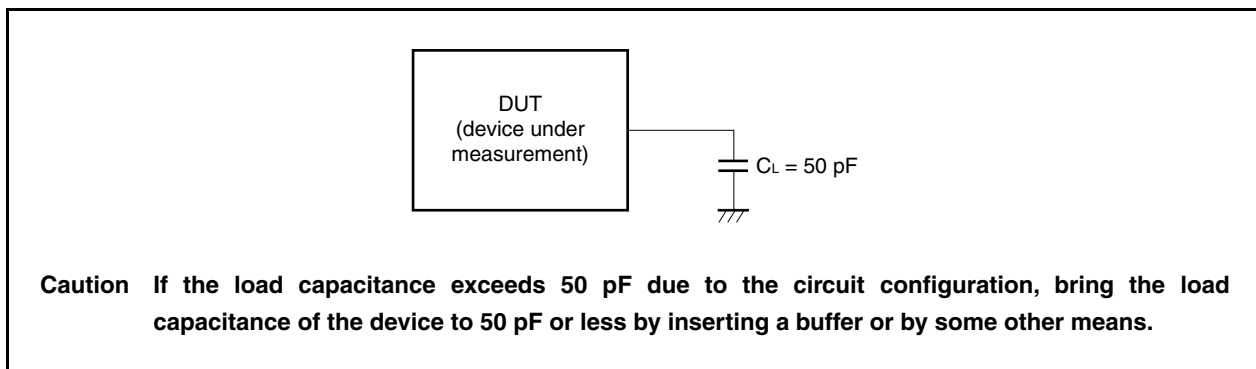 DUT
(device under
measurement)
CL = 50 pF
Caution If the load capacitance exceeds 50 pF due to the circuit configuration, bring the load
capacitance of the device to 50 pF or less by inserting a buffer or by some other means.